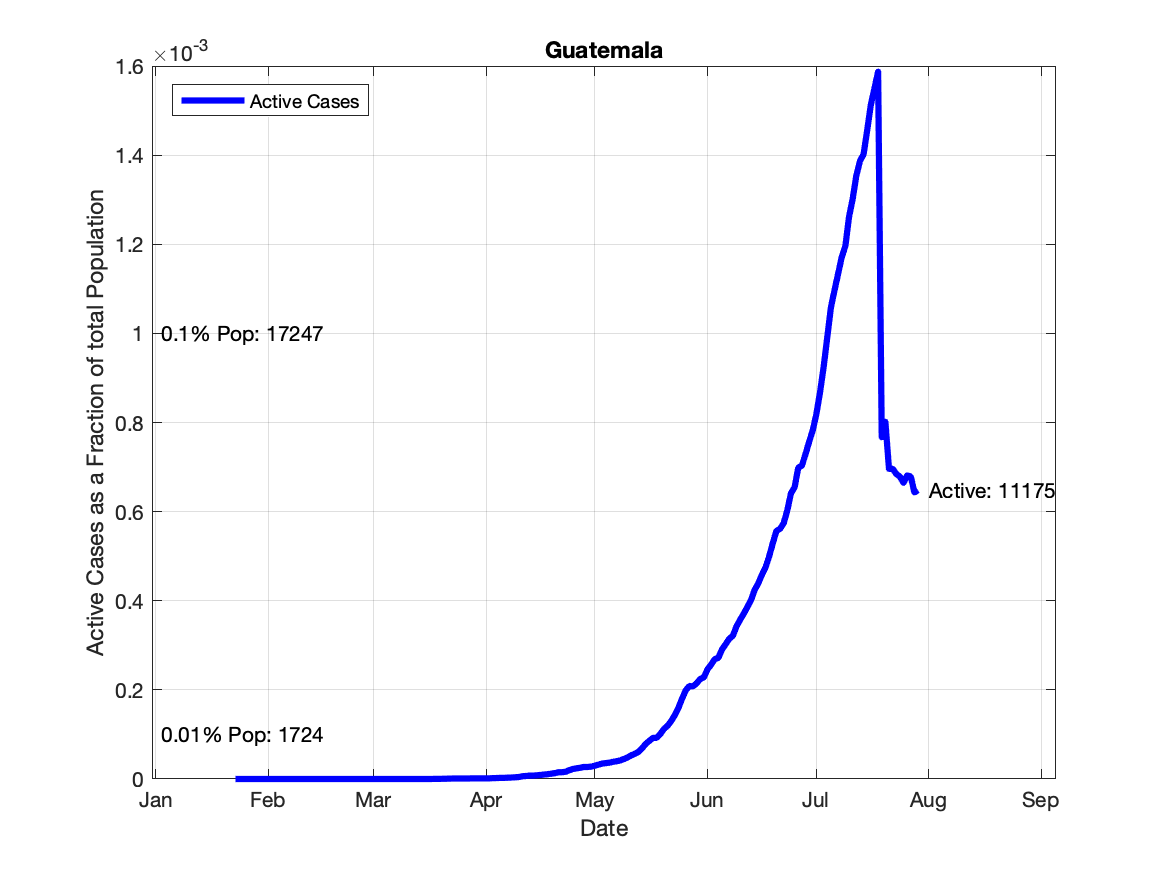 ×10-3
Guatemala
1.6
Active Cases
1.4
1.2
1
0.1% Pop: 17247
0.8
0.6
Active: 11175
0.4
0.2
0.01% Pop: 1724
0
Active Cases as a Fraction of total Population
Jan Feb Mar Apr May Jun Jul Aug Sep
Date